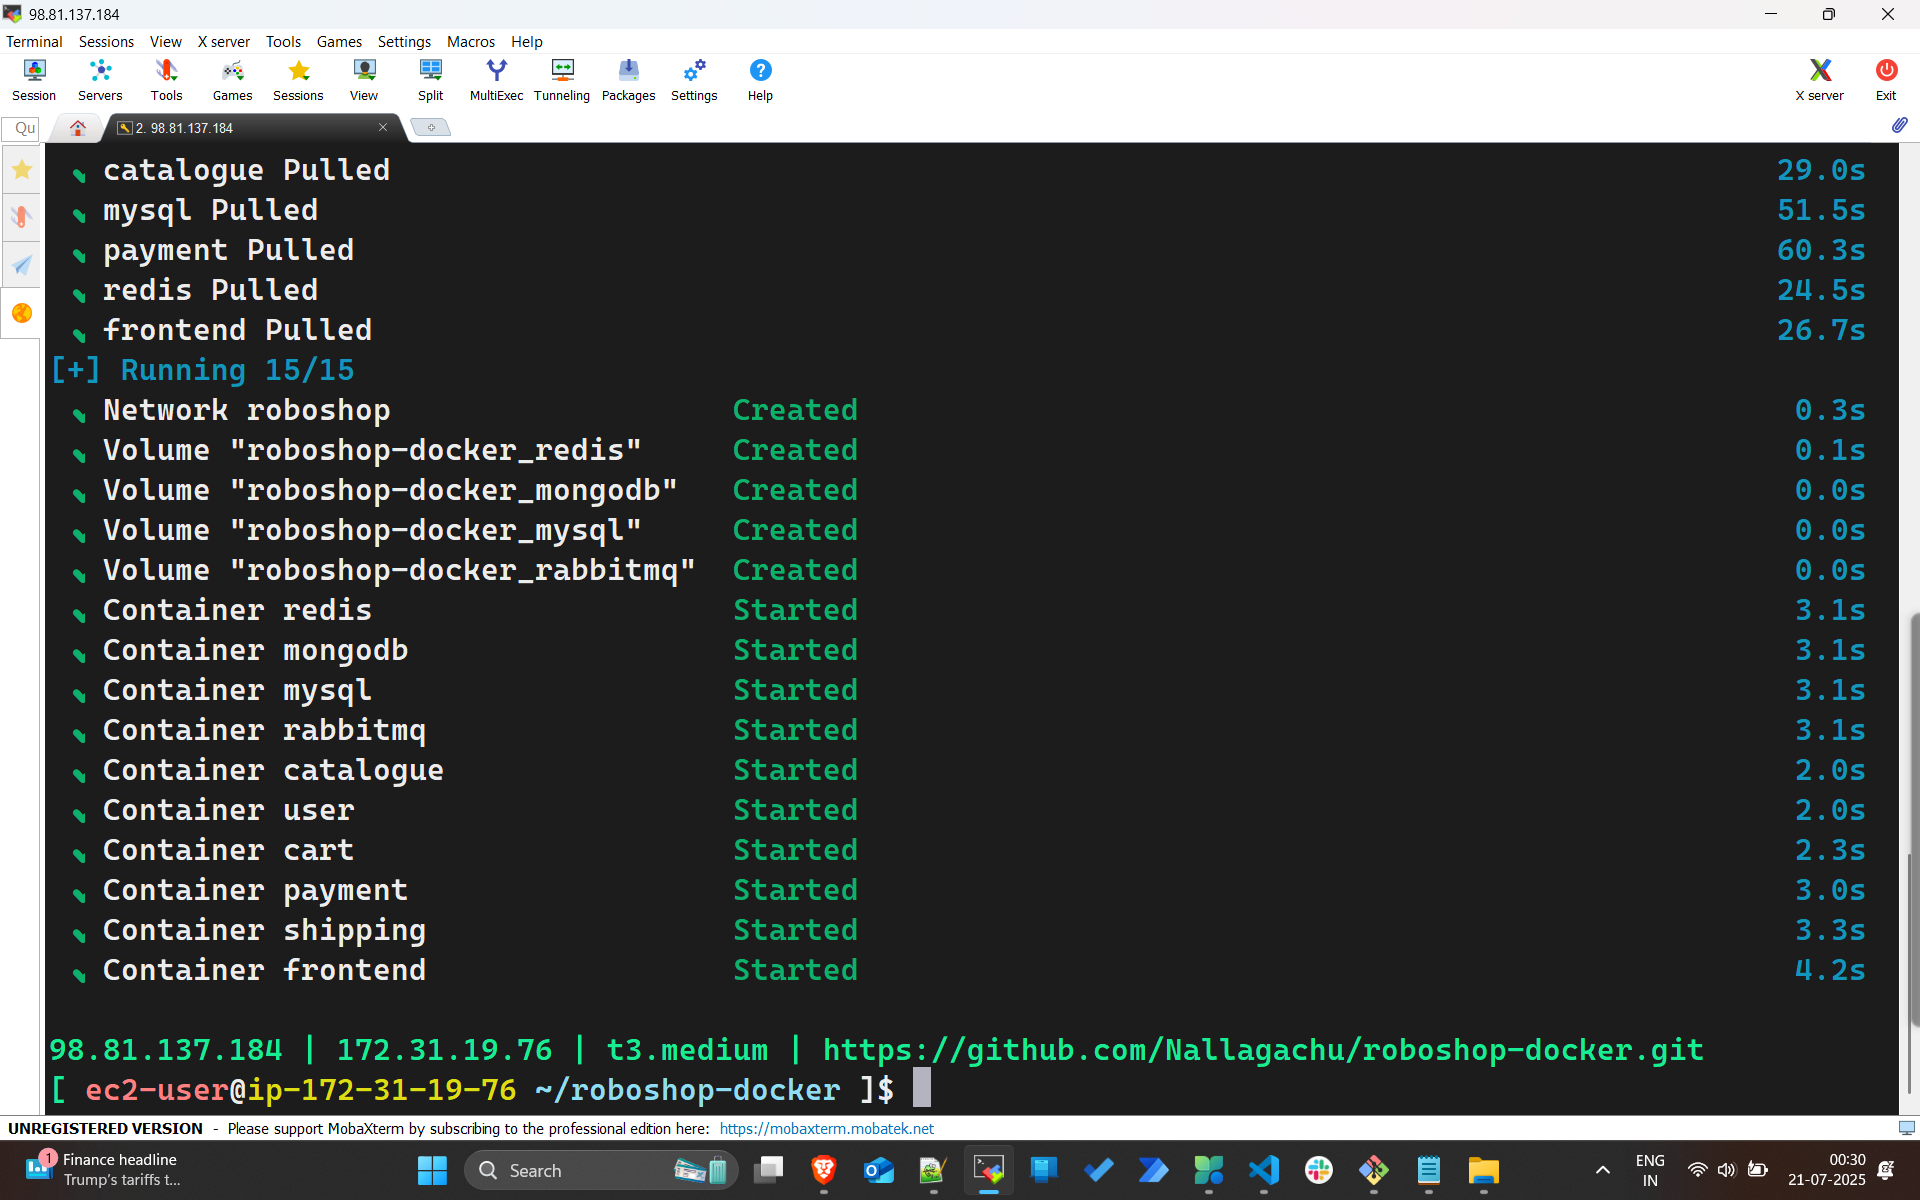 98.81.137.184
Terminal Sessions View X server Tools Games Settings Macros Help
Session Servers Tools Games Sessions View Split MultiExec Tunneling Packages Settings Help X server Exit
Qu 2. 98.81.137.184
catalogue Pulled 29.0s
mysql Pulled 51.5s
payment Pulled 60.3s
redis Pulled 24.5s
frontend Pulled 26.7s
[+] Running 15/15
Network roboshop Created 0.3s
Volume "roboshop-docker_redis" Created 0.1s
Volume "roboshop-docker_mongodb" Created 0.0s
Volume "roboshop-docker_mysql" Created 0.0s
Volume "roboshop-docker_rabbitmq" Created 0.0s
Container redis Started 3.1s
Container mongodb Started 3.1s
Container mysql Started 3.1s
Container rabbitmq Started 3.1s
Container catalogue Started 2.0s
Container user Started 2.0s
Container cart Started 2.3s
Container payment Started 3.0s
Container shipping Started 3.3s
Container frontend Started 4.2s
98.81.137.184 | 172.31.19.76 | t3.medium | https://github.com/Nallagachu/roboshop-docker.git
[ ec2-user@ip-172-31-19-76 ~/roboshop-docker ]$
UNREGISTERED VERSION - Please support MobaXterm by subscribing to the professional edition here: https://mobaxterm.mobatek.net
1 Finance headline
Trump's tariffs t...
Search
ENG
IN
00:30
21-07-2025